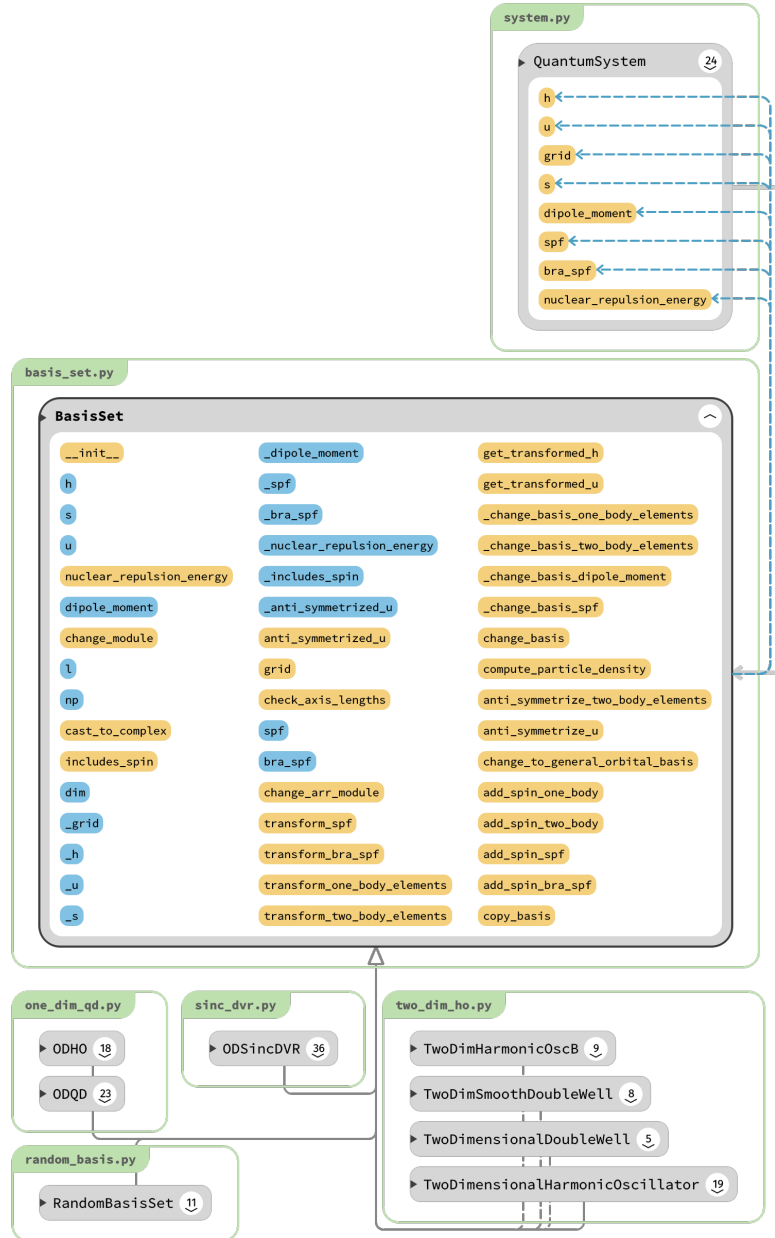 system.py
QuantumSystem 24
h
u
grid
s
dipole_moment
spf
bra_spf
nuclear_repulsion_energy
basis_set.py
BasisSet
__init__ _dipole_moment get_transformed_h
h _spf get_transformed_u
s _bra_spf _change_basis_one_body_elements
u _nuclear_repulsion_energy _change_basis_two_body_elements
nuclear_repulsion_energy _includes_spin _change_basis_dipole_moment
dipole_moment _anti_symmetrized_u _change_basis_spf
change_module anti_symmetrized_u change_basis
l grid compute_particle_density
np check_axis_lengths anti_symmetrize_two_body_elements
cast_to_complex spf anti_symmetrize_u
includes_spin bra_spf change_to_general_orbital_basis
dim change_arr_module add_spin_one_body
_grid transform_spf add_spin_two_body
_h transform_bra_spf add_spin_spf
_u transform_one_body_elements add_spin_bra_spf
_s transform_two_body_elements copy_basis
one_dim_qd.py sinc_dvr.py two_dim_ho.py
ODHO 18 ODSincDVR 36 TwoDimHarmonicOscB 9
ODQD 23 TwoDimSmoothDoubleWell 8
TwoDimensionalDoubleWell 5
random_basis.py
TwoDimensionalHarmonicOscillator 19
RandomBasisSet 11